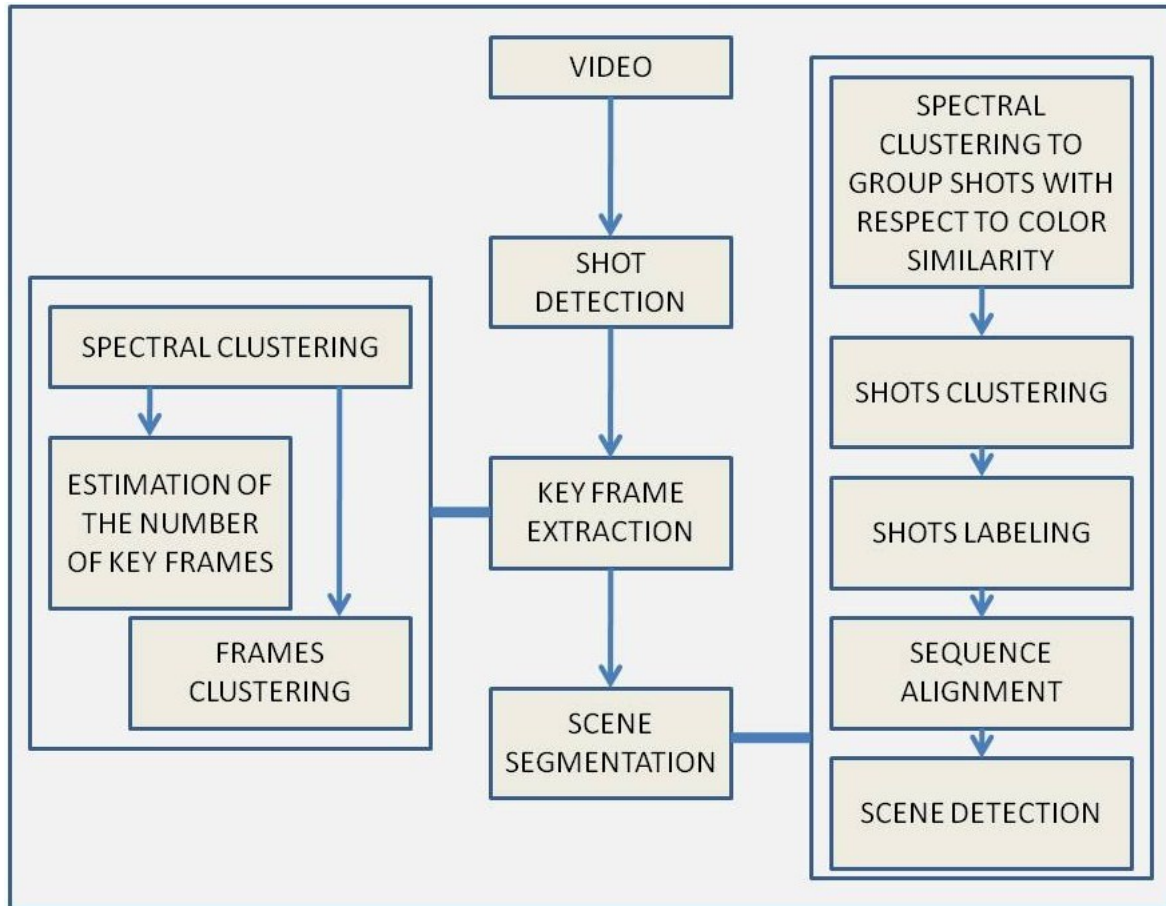 VIDEO
SHOT
DETECTION
KEY FRAME
EXTRACTION
SCENE
SEGMENTATION
SPECTRAL CLUSTERING
ESTIMATION OF
THE NUMBER
OF KEY FRAMES
FRAMES
CLUSTERING
SPECTRAL
CLUSTERING TO
GROUP SHOTS WITH
RESPECT TO COLOR
SIMILARITY
SHOTS CLUSTERING
SHOTS LABELING
SEQUENCE
ALIGNMENT
SCENE DETECTION